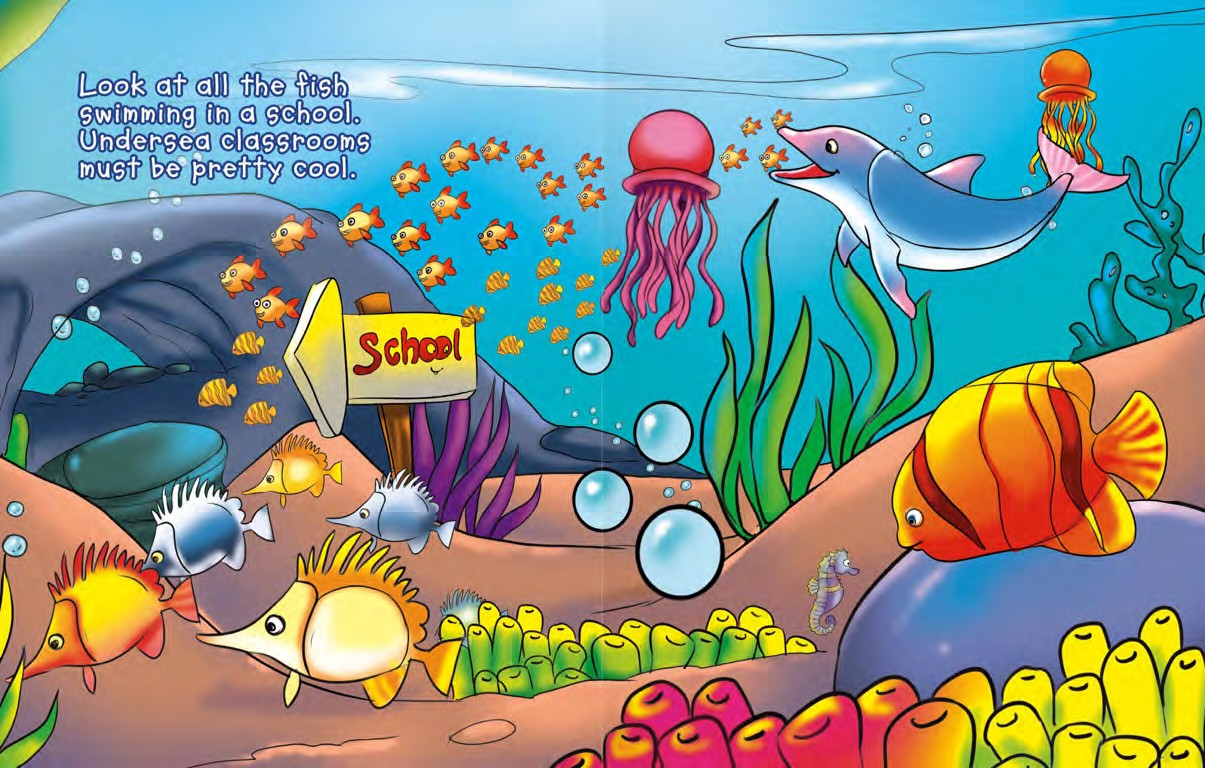 Look at all the fish
swimming in a school.
Undersea classrooms
must be pretty cool.
School